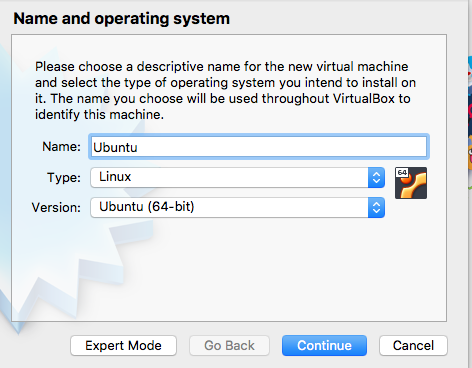 Name and operating system
Please choose a descriptive name for the new virtual machine
and select the type of operating system you intend to install on
it. The name you choose will be used throughout VirtualBox to
identify this machine.
Name: Ubuntu
Type: Linux
64
Version: Ubuntu (64-bit)
Expert Mode Go Back Continue Cancel